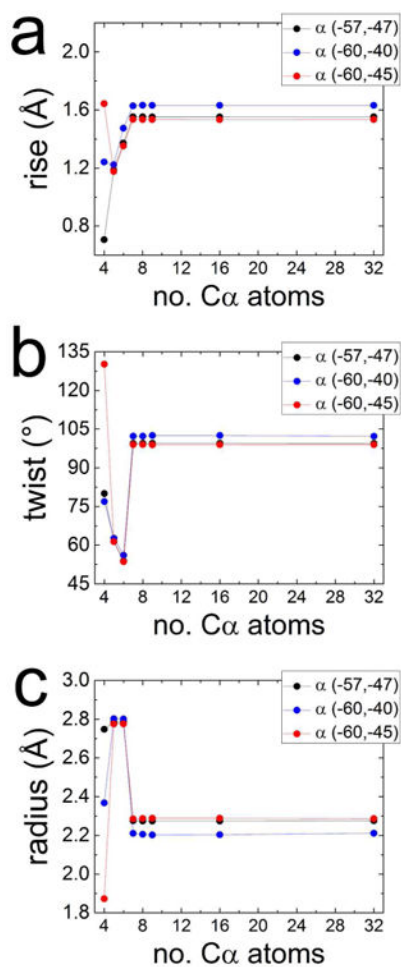 a
α (-57,-47)
α (-60,-40)
α (-60,-45)
rise (Å)
2.0
1.6
1.2
0.8
4 8 12 16 20 24 28 32
no. Cα atoms
b
α (-57,-47)
α (-60,-40)
α (-60,-45)
twist (°)
135
120
105
90
75
60
45
4 8 12 16 20 24 28 32
no. Cα atoms
c
α (-57,-47)
α (-60,-40)
α (-60,-45)
radius (Å)
3.0
2.8
2.6
2.4
2.2
2.0
1.8
4 8 12 16 20 24 28 32
no. Cα atoms